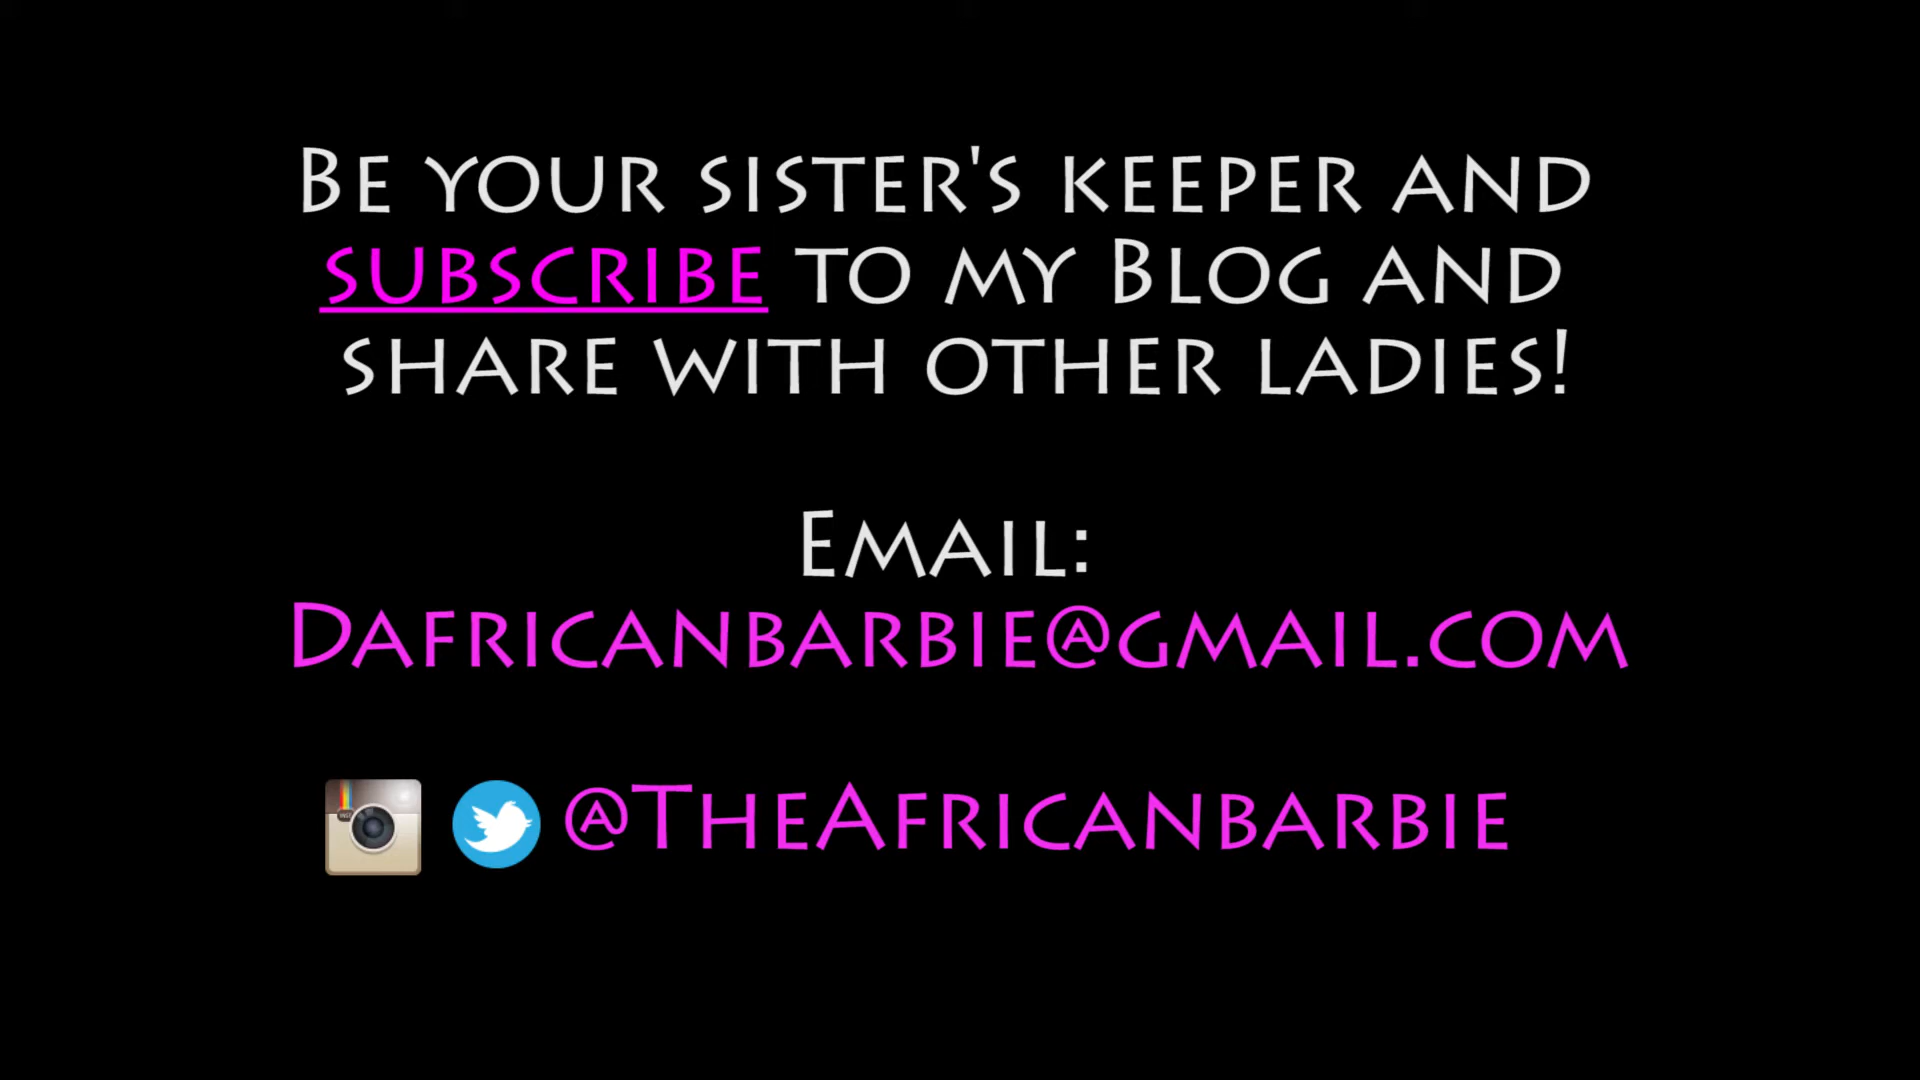 Be your sister's keeper and
subscribe to my Blog and
share with other ladies!
Email:
Dafricanbarbie@gmail.com
@TheAfricanbarbie